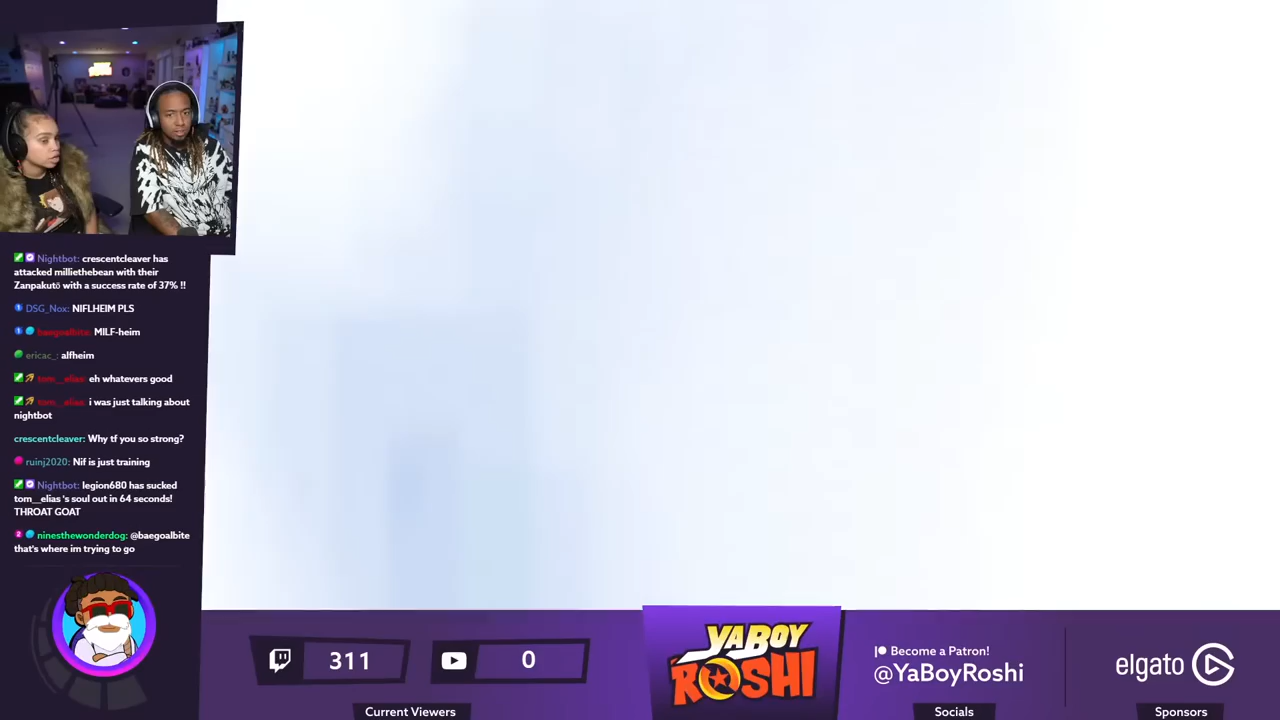 Nightbot: crescentcleaver has
attacked milliethebean with their
Zanpakutō with a success rate of 37% !!
DSG_Nox: NIFLHEIM PLS
MILF-heim
ericac_: alfheim
tom__elias: eh whatevers good
tom__elias: i was just talking about
nightbot
crescentcleaver: Why tf you so strong?
ruinj2020: Nif is just training
Nightbot: legion680 has sucked
tom__elias 's soul out in 64 seconds!
THROAT GOAT
ninesthewonderdog: @baegoalbite
that's where im trying to go
311
0
Current Viewers
YABOY
ROSHI
Become a Patron!
@YaBoyRoshi
Socials
elgato
Sponsors